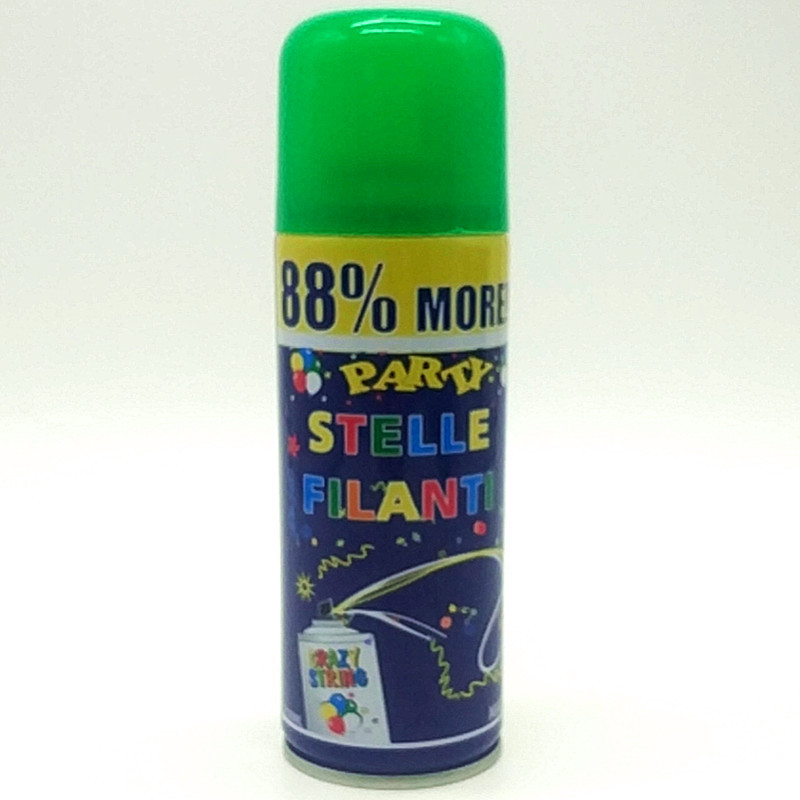 88% MORE
PARTY
STELLE
FILANTI
CRAZY
STRING